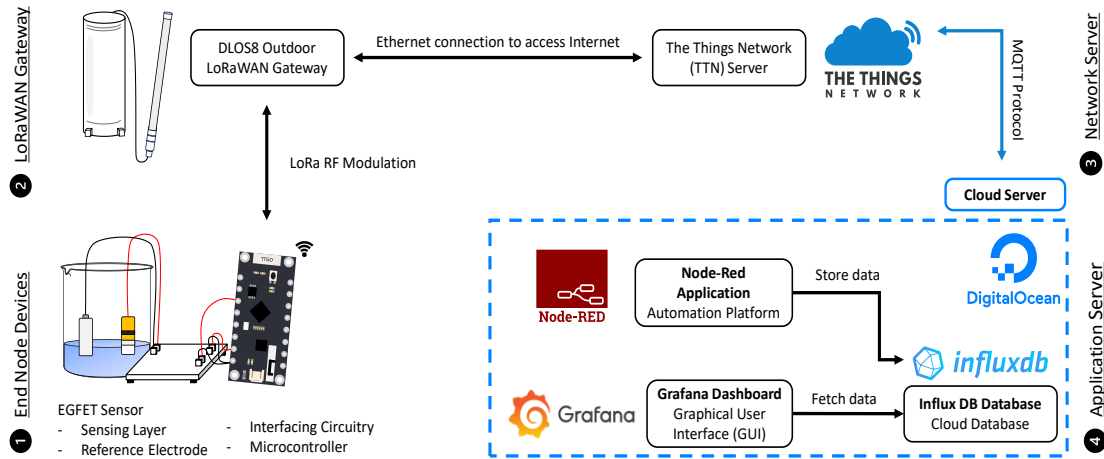 2 LoRaWAN Gateway
DLOS8 Outdoor
LoRaWAN Gateway
Ethernet connection to access Internet
The Things Network
(TTN) Server
THE THINGS
NETWORK
MQTT Protocol
3 Network Server
LoRa RF Modulation
Cloud Server
1 End Node Devices
TTGO
EGFET Sensor
- Sensing Layer
- Reference Electrode
- Interfacing Circuitry
- Microcontroller
Node-RED
Node-Red
Application
Automation Platform
Store data
DigitalOcean
influxdb
Grafana
Grafana Dashboard
Graphical User
Interface (GUI)
Fetch data
Influx DB Database
Cloud Database
4 Application Server